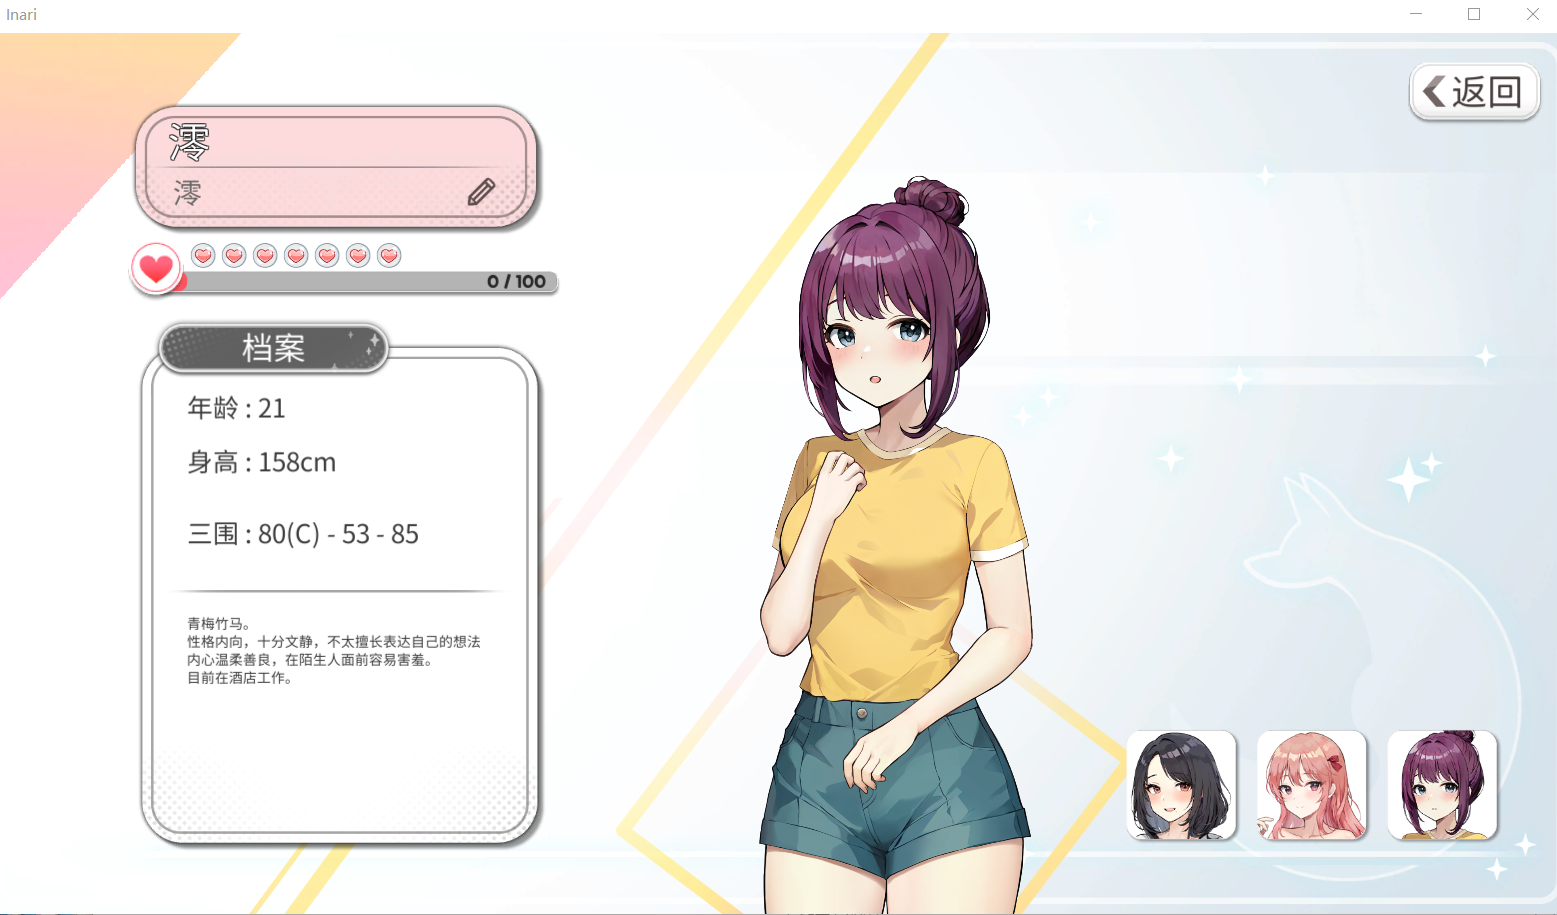 Inari
返回
澪
澪
0 / 100
档案
年龄 : 21
身高 : 158cm
三围 : 80(C) - 53 - 85
青梅竹马。
性格内向，十分文静，不太擅长表达自己的想法
内心温柔善良，在陌生人面前容易害羞。
目前在酒店工作。